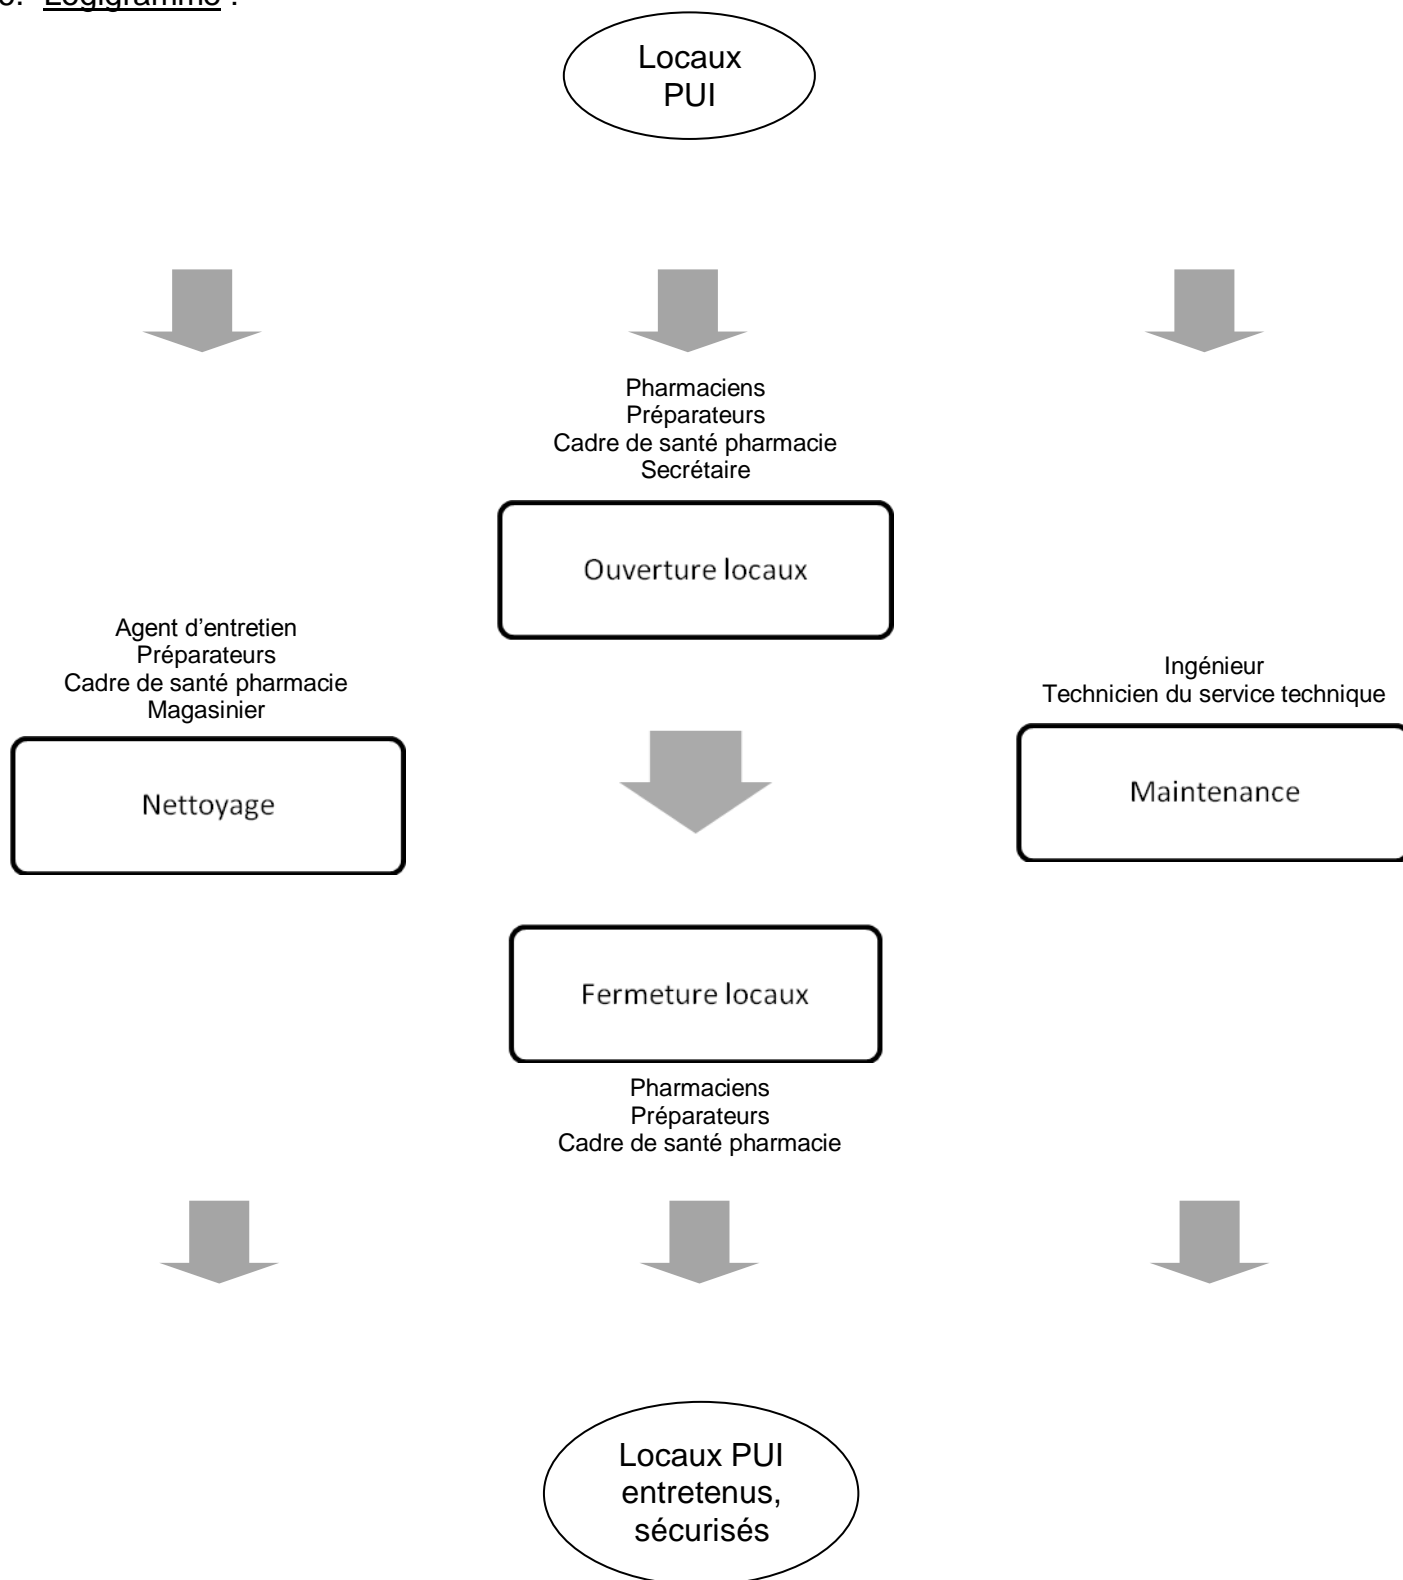 Logigramme :
Locaux
PUI
Pharmaciens
Préparateurs
Cadre de santé pharmacie
Secrétaire
Ouverture locaux
Agent d’entretien
Préparateurs
Cadre de santé pharmacie
Magasinier
Nettoyage
Ingénieur
Technicien du service technique
Maintenance
Fermeture locaux
Pharmaciens
Préparateurs
Cadre de santé pharmacie
Locaux PUI
entretenus,
sécurisés